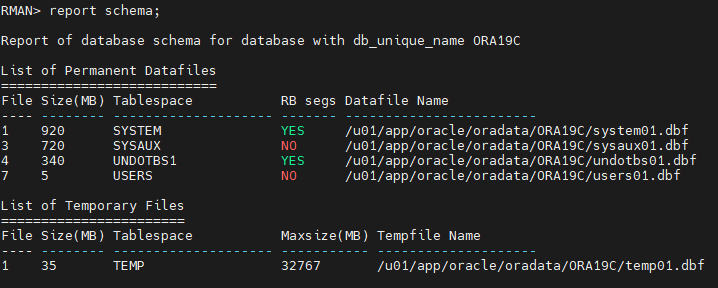 RMAN> report schema;
Report of database schema for database with db_unique_name ORA19C
List of Permanent Datafiles
===========================
File Size(MB) Tablespace           RB segs Datafile Name
---- -------- -------------------- ------- ------------------------
1    920      SYSTEM               YES     /u01/app/oracle/oradata/ORA19C/system01.dbf
3    720      SYSAUX               NO      /u01/app/oracle/oradata/ORA19C/sysaux01.dbf
4    340      UNDOTBS1             YES     /u01/app/oracle/oradata/ORA19C/undotbs01.dbf
7    5        USERS                NO      /u01/app/oracle/oradata/ORA19C/users01.dbf
List of Temporary Files
=======================
File Size(MB) Tablespace           Maxsize(MB) Tempfile Name
---- -------- -------------------- ----------- --------------------
1    35       TEMP                 32767       /u01/app/oracle/oradata/ORA19C/temp01.dbf